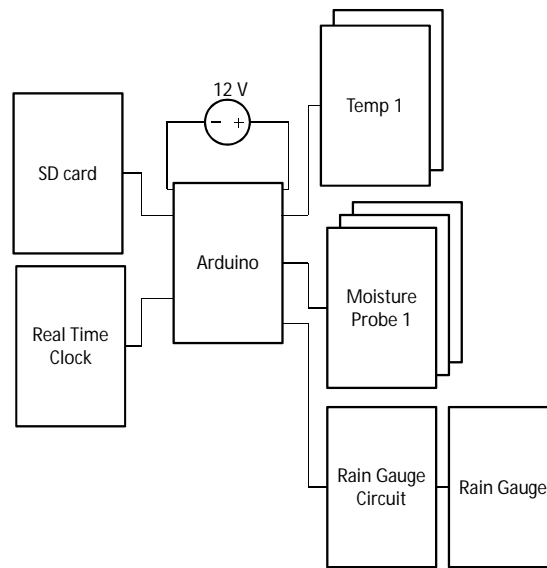 12 V
− +
Temp 1
SD card
Arduino
Moisture
Probe 1
Real Time
Clock
Rain Gauge
Circuit
Rain Gauge